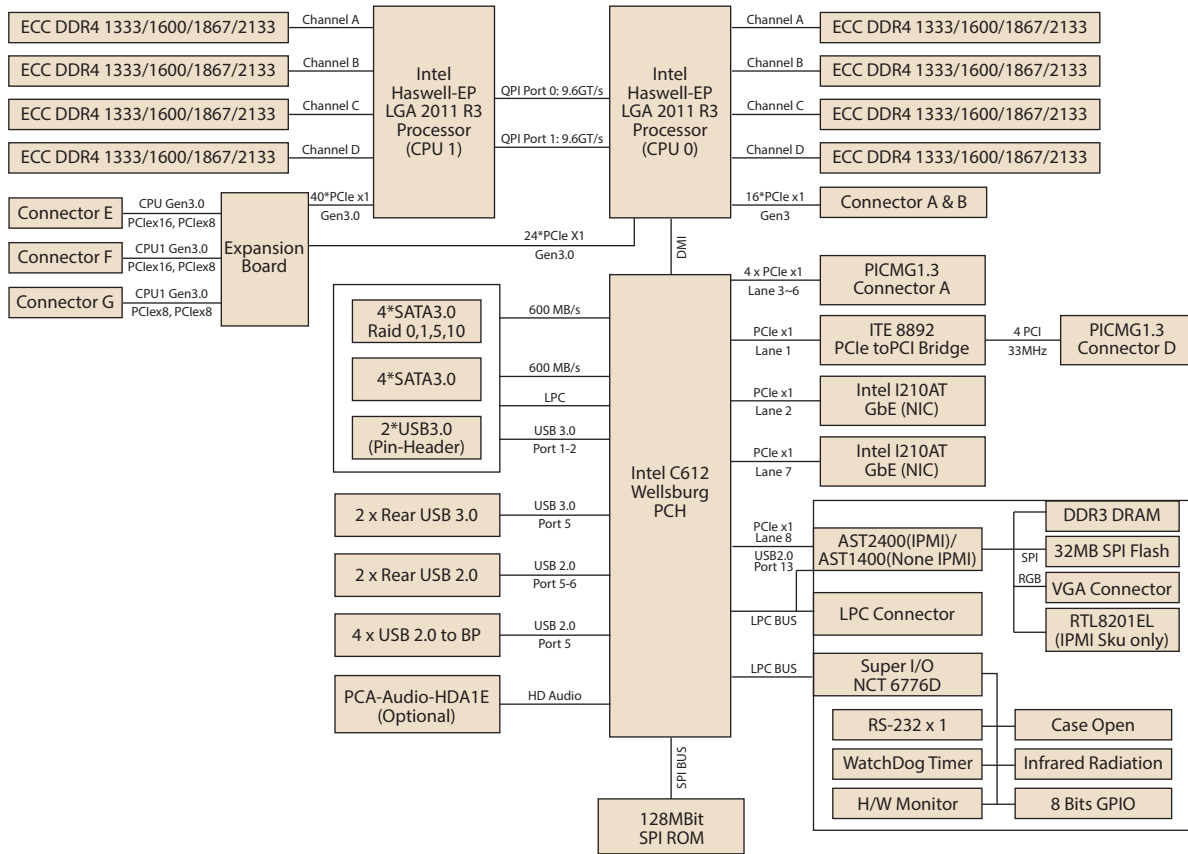 ECC DDR4 1333/1600/1867/2133
Channel A
ECC DDR4 1333/1600/1867/2133
Channel B
ECC DDR4 1333/1600/1867/2133
Channel C
ECC DDR4 1333/1600/1867/2133
Channel D
Intel
Haswell-EP
LGA 2011 R3
Processor
(CPU 1)
QPI Port 0: 9.6GT/s
QPI Port 1: 9.6GT/s
Intel
Haswell-EP
LGA 2011 R3
Processor
(CPU 0)
Channel A
ECC DDR4 1333/1600/1867/2133
Channel B
ECC DDR4 1333/1600/1867/2133
Channel C
ECC DDR4 1333/1600/1867/2133
Channel D
ECC DDR4 1333/1600/1867/2133
16*PCIe x1
Gen3
Connector A & B
Connector E
CPU Gen3.0
PCIex16, PCIex8
Connector F
CPU1 Gen3.0
PCIex16, PCIex8
Connector G
CPU1 Gen3.0
PCIex8, PCIex8
Expansion
Board
40*PCIe x1
Gen3.0
24*PCIe X1
Gen3.0
DMI
4*SATA3.0
Raid 0,1,5,10
600 MB/s
4*SATA3.0
600 MB/s
LPC
2*USB3.0
(Pin-Header)
USB 3.0
Port 1-2
2 x Rear USB 3.0
USB 3.0
Port 5
2 x Rear USB 2.0
USB 2.0
Port 5-6
4 x USB 2.0 to BP
USB 2.0
Port 5
PCA-Audio-HDA1E
(Optional)
HD Audio
Intel C612
Wellsburg
PCH
SPI BUS
128MBit
SPI ROM
4 x PCIe x1
Lane 3~6
PICMG1.3
Connector A
PCIe x1
Lane 1
ITE 8892
PCIe toPCI Bridge
4 PCI
33MHz
PICMG1.3
Connector D
PCIe x1
Lane 2
Intel I210AT
GbE (NIC)
PCIe x1
Lane 7
Intel I210AT
GbE (NIC)
PCIe x1
Lane 8
USB2.0
Port 13
AST2400(IPMI)/
AST1400(None IPMI)
SPI
RGB
DDR3 DRAM
32MB SPI Flash
VGA Connector
RTL8201EL
(IPMI Sku only)
LPC BUS
LPC Connector
LPC BUS
Super I/O
NCT 6776D
RS-232 x 1
Case Open
WatchDog Timer
Infrared Radiation
H/W Monitor
8 Bits GPIO